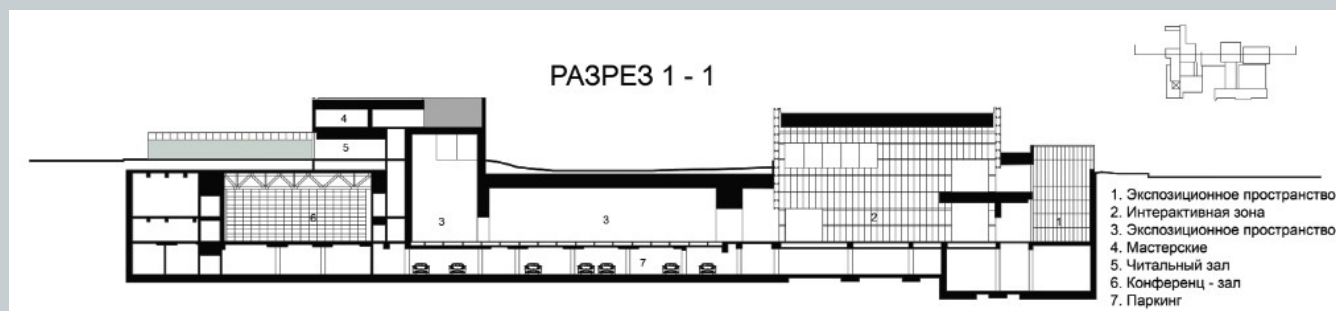 РАЗРЕЗ 1 - 1
4
5
6
3
3
7
2
1
1. Экспозиционное пространство
2. Интерактивная зона
3. Экспозиционное пространство
4. Мастерские
5. Читальный зал
6. Конференц - зал
7. Паркинг